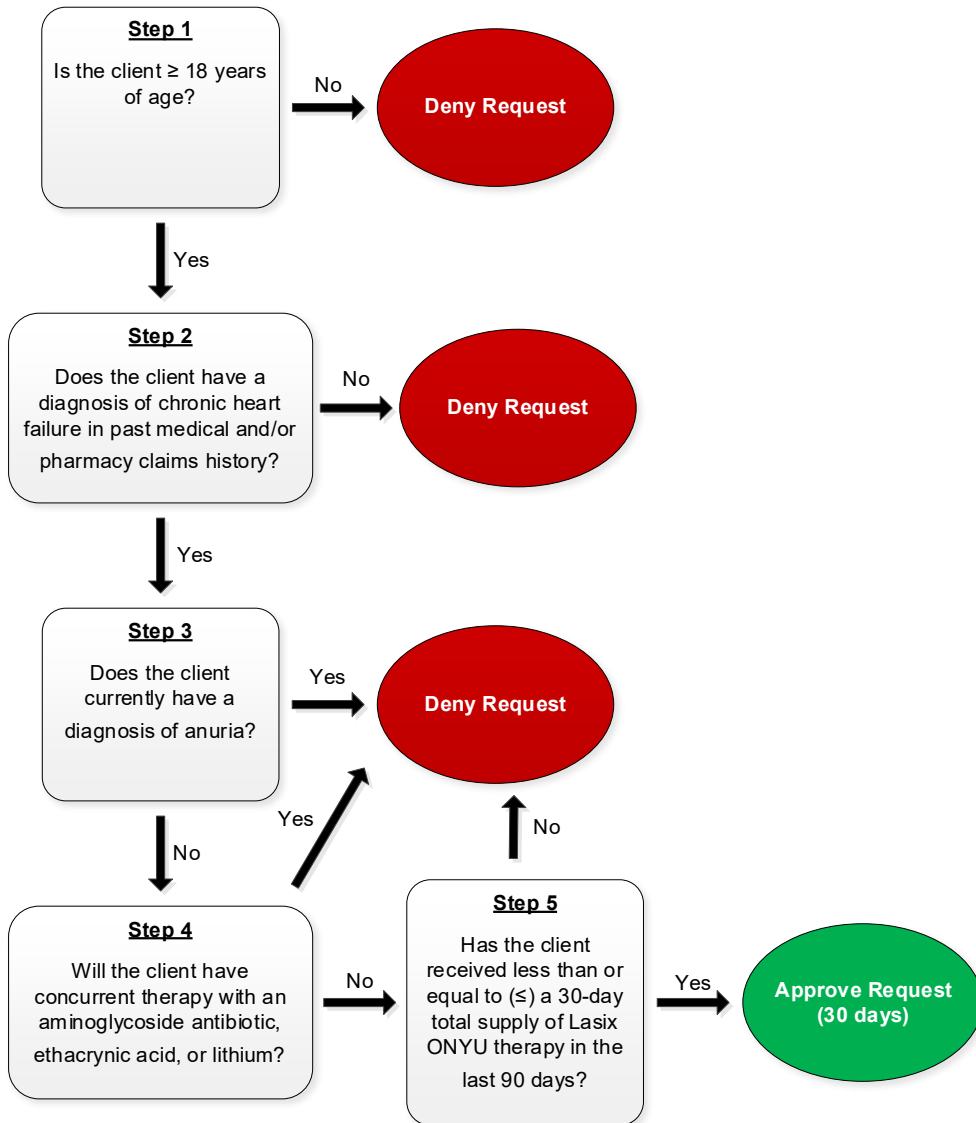 Step 1
Is the client ≥ 18 years
of age?
No
Deny Request
Yes
Step 2
Does the client have a
diagnosis of chronic heart
failure in past medical and/or
pharmacy claims history?
No
Deny Request
Yes
Step 3
Does the client
currently have a
diagnosis of anuria?
Yes
Deny Request
No
Yes
No
Step 4
Will the client have
concurrent therapy with an
aminoglycoside antibiotic,
ethacrynic acid, or lithium?
No
Step 5
Has the client
received less than or
equal to (≤) a 30-day
total supply of Lasix
ONYU therapy in the
last 90 days?
Yes
Approve Request
(30 days)